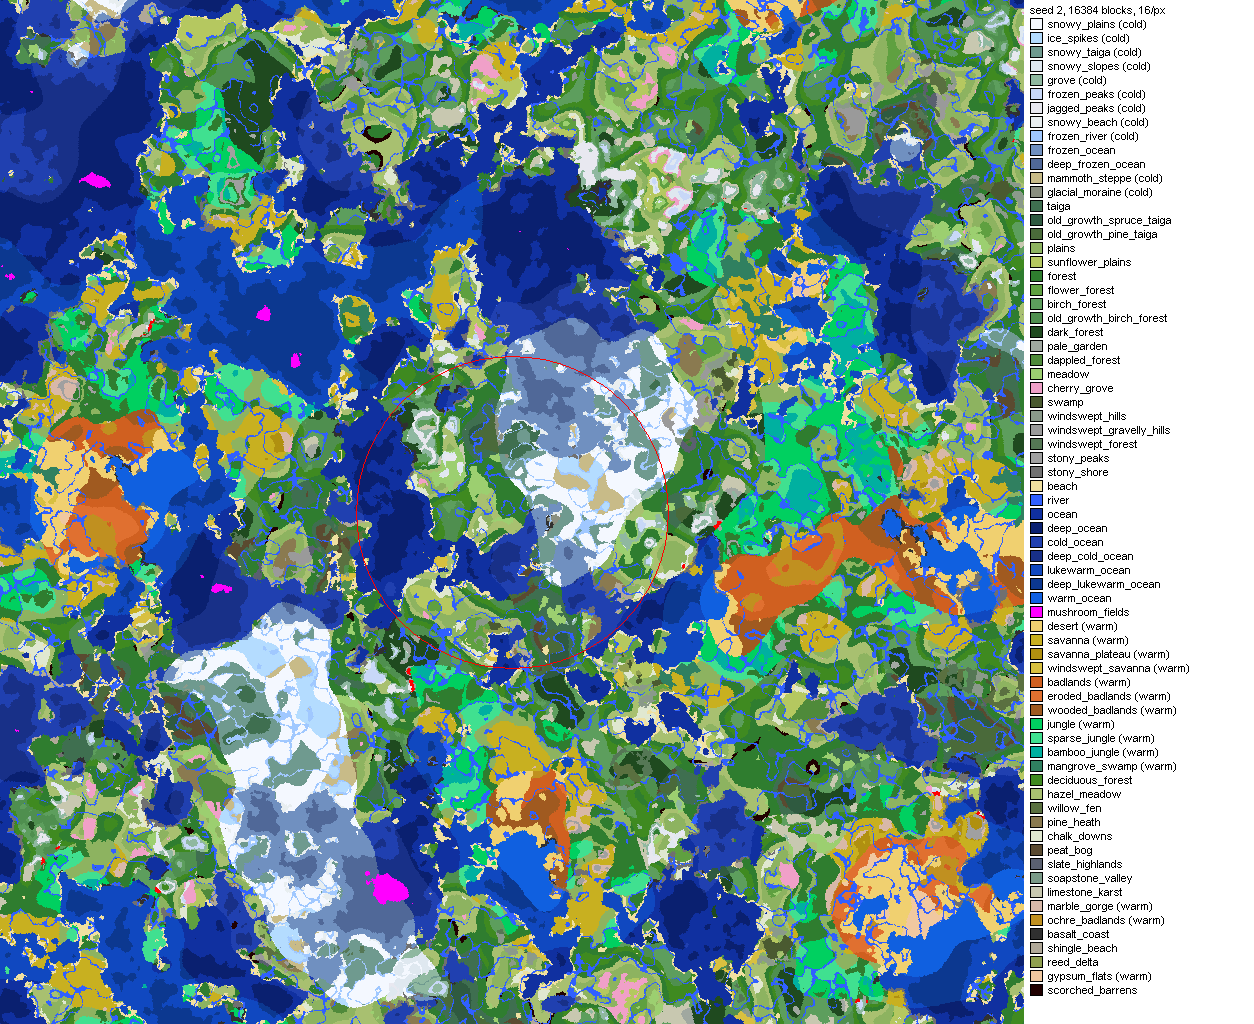 seed 2, 16384 blocks, 16/px
snowy_plains (cold)
ice_spikes (cold)
snowy_taiga (cold)
snowy_slopes (cold)
grove (cold)
frozen_peaks (cold)
jagged_peaks (cold)
snowy_beach (cold)
frozen_river (cold)
frozen_ocean
deep_frozen_ocean
mammoth_steppe (cold)
glacial_moraine (cold)
taiga
old_growth_spruce_taiga
old_growth_pine_taiga
plains
sunflower_plains
forest
flower_forest
birch_forest
old_growth_birch_forest
dark_forest
pale_garden
dappled_forest
meadow
cherry_grove
swamp
windswept_hills
windswept_gravelly_hills
windswept_forest
stony_peaks
stony_shore
beach
river
ocean
deep_ocean
cold_ocean
deep_cold_ocean
lukewarm_ocean
deep_lukewarm_ocean
warm_ocean
mushroom_fields
desert (warm)
savanna (warm)
savanna_plateau (warm)
windswept_savanna (warm)
badlands (warm)
eroded_badlands (warm)
wooded_badlands (warm)
jungle (warm)
sparse_jungle (warm)
bamboo_jungle (warm)
mangrove_swamp (warm)
deciduous_forest
hazel_meadow
willow_fen
pine_heath
chalk_downs
peat_bog
slate_highlands
soapstone_valley
limestone_karst
marble_gorge (warm)
ochre_badlands (warm)
basalt_coast
shingle_beach
reed_delta
gypsum_flats (warm)
scorched_barrens